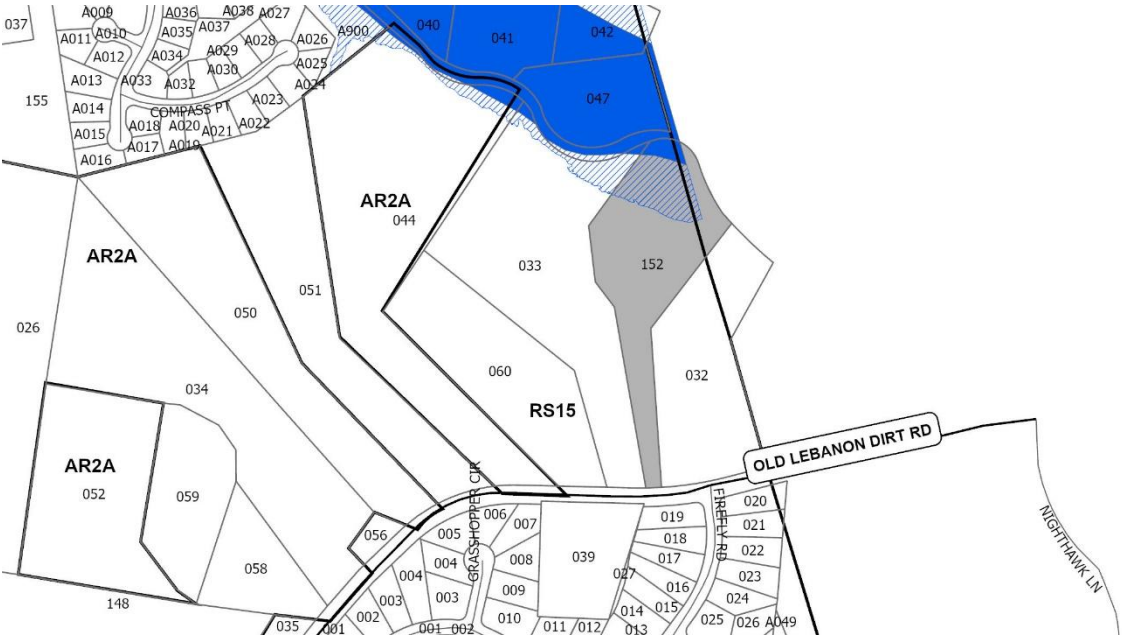 A009
A036
A038
A027
037
A011
A010
A035
A037
A028
A026
A900
040
041
042
A012
A034
A029
A025
A013
A033
A032
A030
A024
155
A014
COMPASS PT
A023
047
A015
A018
A020
A021
A022
A016
A017
A019
AR2A
044
AR2A
033
152
051
050
026
060
032
034
RS15
OLD LEBANON DIRT RD
AR2A
052
059
GRASSHOPPER CIR
FIREFLY RD
020
006
007
019
021
NIGHTHAWK LN
056
005
018
022
004
008
039
017
058
004
003
009
027
016
023
003
010
014
015
024
148
002
025
026
A049
035
001
001
002
011
012
013